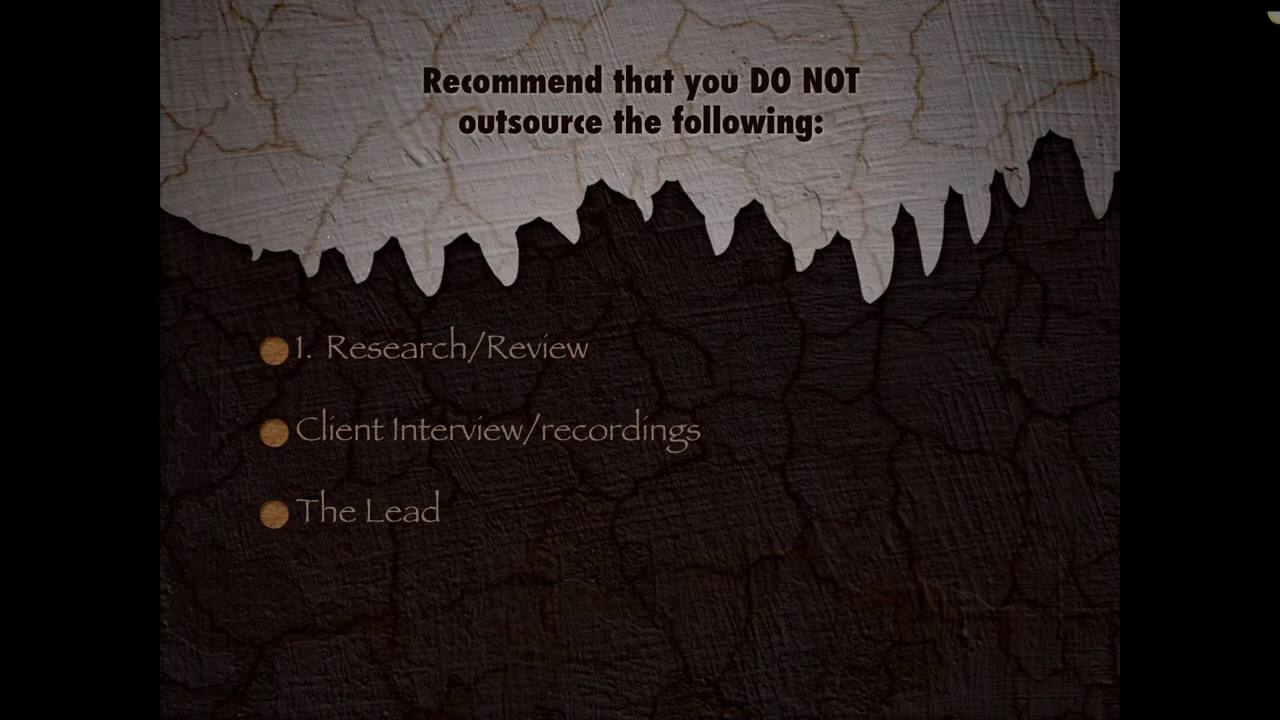 Recommend that you DO NOT
outsource the following:
1. Research/Review
Client Interview/recordings
The Lead